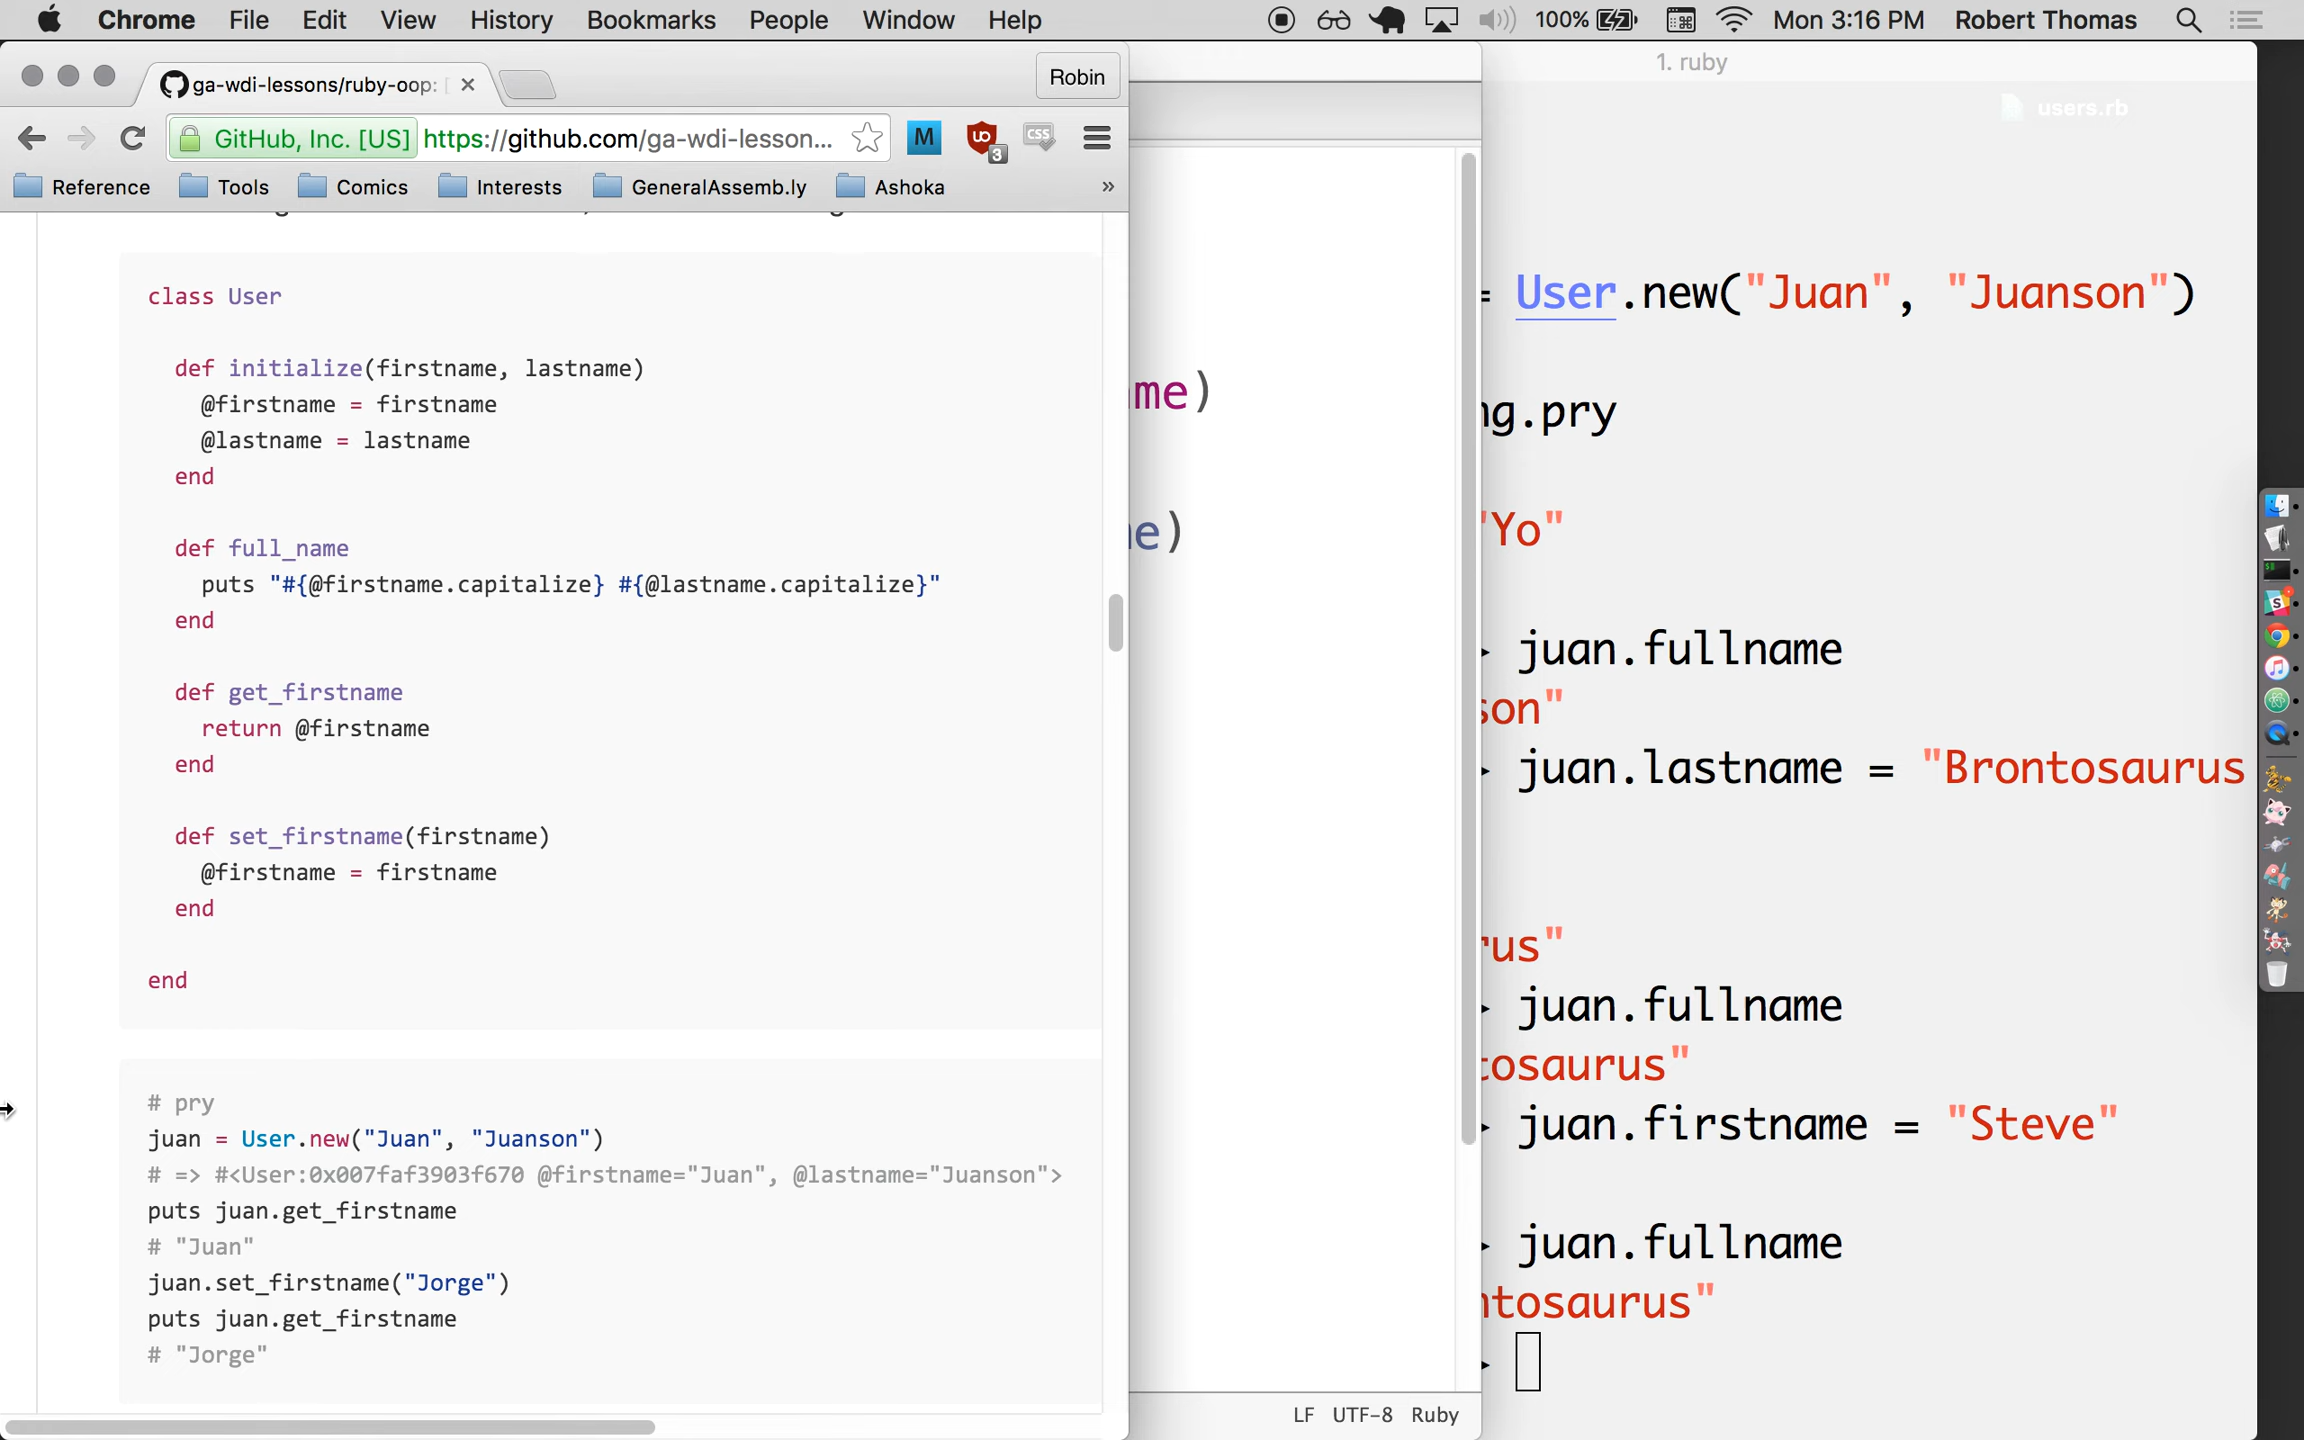 Chrome File Edit View History Bookmarks People Window Help 100% Mon 3:16 PM Robert Thomas
ga-wdi-lessons/ruby-oop: Robin
GitHub, Inc. [US] https://github.com/ga-wdi-lesson... M UD 3 CSS
Reference Tools Comics Interests GeneralAssemb.ly Ashoka »
class User
def initialize(firstname, lastname)
@firstname = firstname
@lastname = lastname
end
def full_name
puts "#{@firstname.capitalize} #{@lastname.capitalize}"
end
def get_firstname
return @firstname
end
def set_firstname(firstname)
@firstname = firstname
end
end
# pry
juan = User.new("Juan", "Juanson")
# => #<User:0x007faf3903f670 @firstname="Juan", @lastname="Juanson">
puts juan.get_firstname
# "Juan"
juan.set_firstname("Jorge")
puts juan.get_firstname
# "Jorge"
me)
e)
LF UTF-8 Ruby
1. ruby
users.rb
= User.new("Juan", "Juanson")
ng.pry
"Yo"
juan.fullname
son"
juan.lastname = "Brontosaurus
rus"
juan.fullname
tosaurus"
juan.firstname = "Steve"
juan.fullname
ntosaurus"